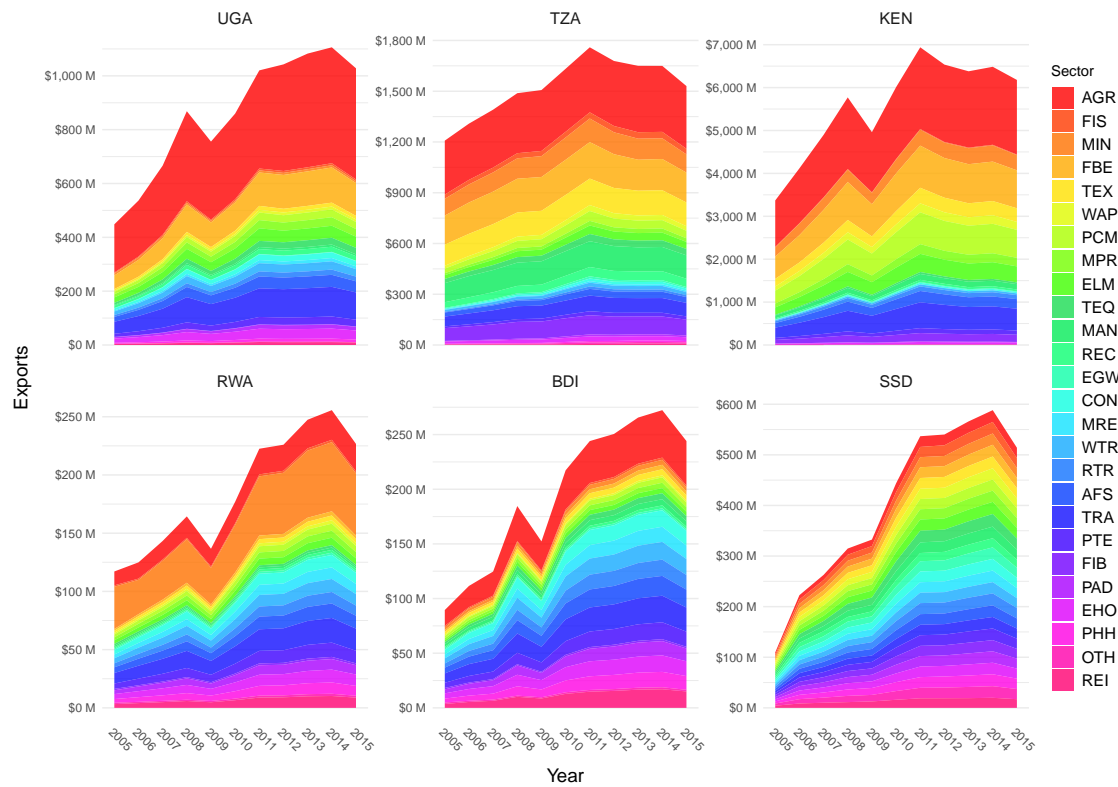 UGA
TZA
KEN
$1,000 M
$800 M
$600 M
$400 M
$200 M
$0 M
$1,800 M
$1,500 M
$1,200 M
$900 M
$600 M
$300 M
$0 M
$7,000 M
$6,000 M
$5,000 M
$4,000 M
$3,000 M
$2,000 M
$1,000 M
$0 M
RWA
BDI
SSD
$250 M
$200 M
$150 M
$100 M
$50 M
$0 M
$250 M
$200 M
$150 M
$100 M
$50 M
$0 M
$600 M
$500 M
$400 M
$300 M
$200 M
$100 M
$0 M
2005 2006 2007 2008 2009 2010 2011 2012 2013 2014 2015
2005 2006 2007 2008 2009 2010 2011 2012 2013 2014 2015
2005 2006 2007 2008 2009 2010 2011 2012 2013 2014 2015
Exports
Year
Sector
AGR
FIS
MIN
FBE
TEX
WAP
PCM
MPR
ELM
TEQ
MAN
REC
EGW
CON
MRE
WTR
RTR
AFS
TRA
PTE
FIB
PAD
EHO
PHH
OTH
REI